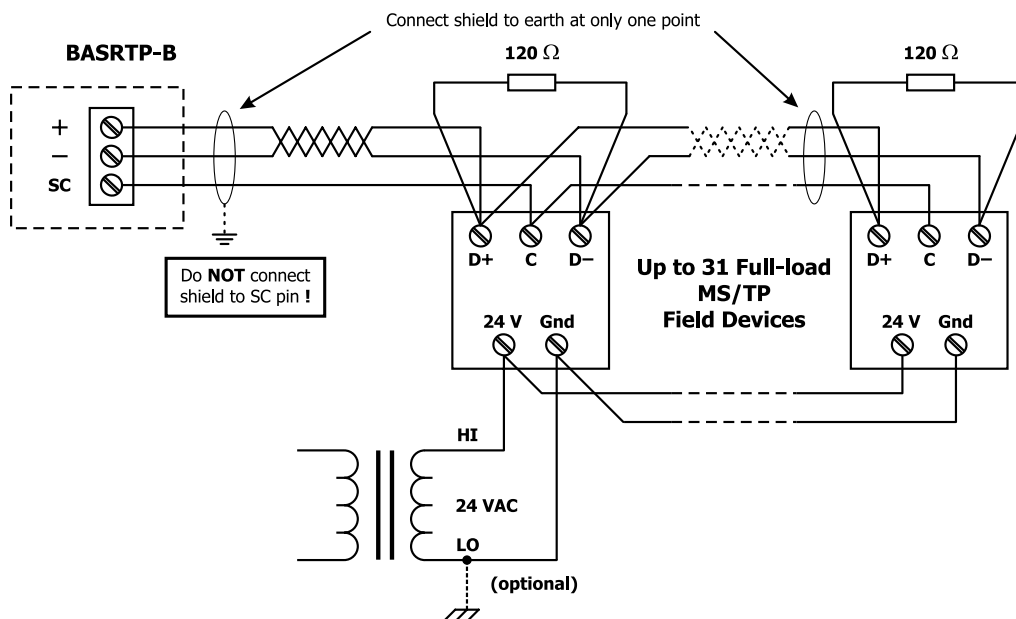 Connect shield to earth at only one point
BASRTP-B
120 Ω
120 Ω
+
−
SC
D+ C D−
D+ C D−
Do NOT connect
shield to SC pin !
Up to 31 Full-load
MS/TP
Field Devices
24 V Gnd
24 V Gnd
HI
24 VAC
LO
(optional)